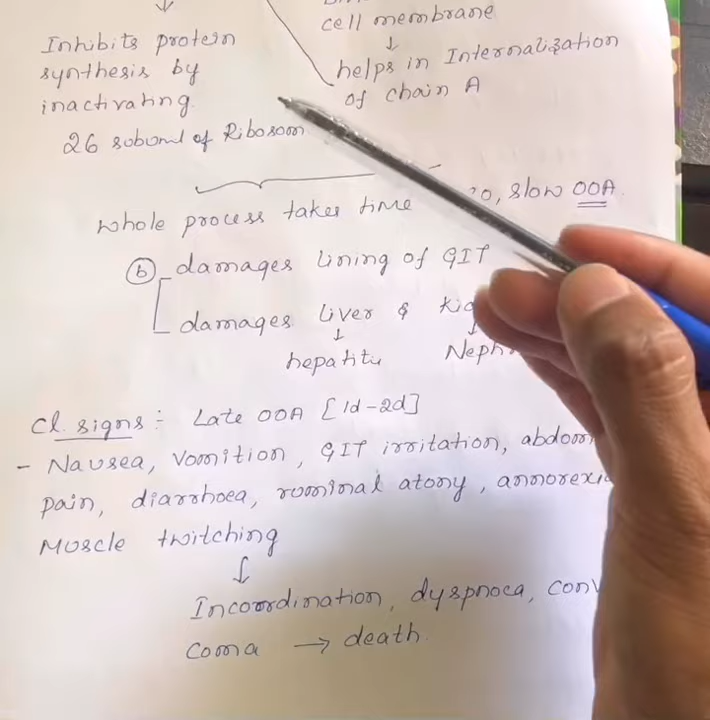 cell membrane
↓
helps in Internalization
of chain A
↓
Inhibits protein
synthesis by
inactivating
26 subunit of Ribosom
whole process takes time
so, slow OOA.
ⓑ damages lining of GIT
damages liver &
↓
hepatitis
Cl. signs :- Late OOA [1d-2d]
- Nausea, vomition, GIT irritation,
pain, diarrhoea, ruminal atony,
Muscle twitching
↓
Incoordination, dyspnoea,
coma → death.